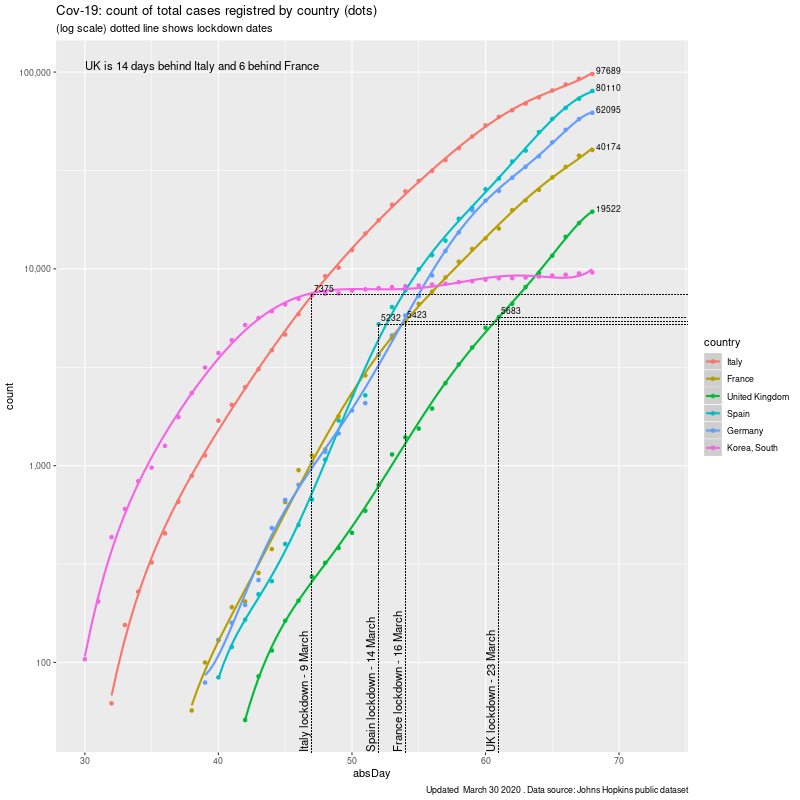 Cov-19: count of total cases registred by country (dots)
(log scale) dotted line shows lockdown dates
UK is 14 days behind Italy and 6 behind France
100,000
10,000
1,000
100
count
97689
80110
62095
40174
19522
7375
5232
5423
5683
Italy lockdown - 9 March
Spain lockdown - 14 March
France lockdown - 16 March
UK lockdown - 23 March
30
40
50
60
70
absDay
country
Italy
France
United Kingdom
Spain
Germany
Korea, South
Updated March 30 2020 . Data source: Johns Hopkins public dataset